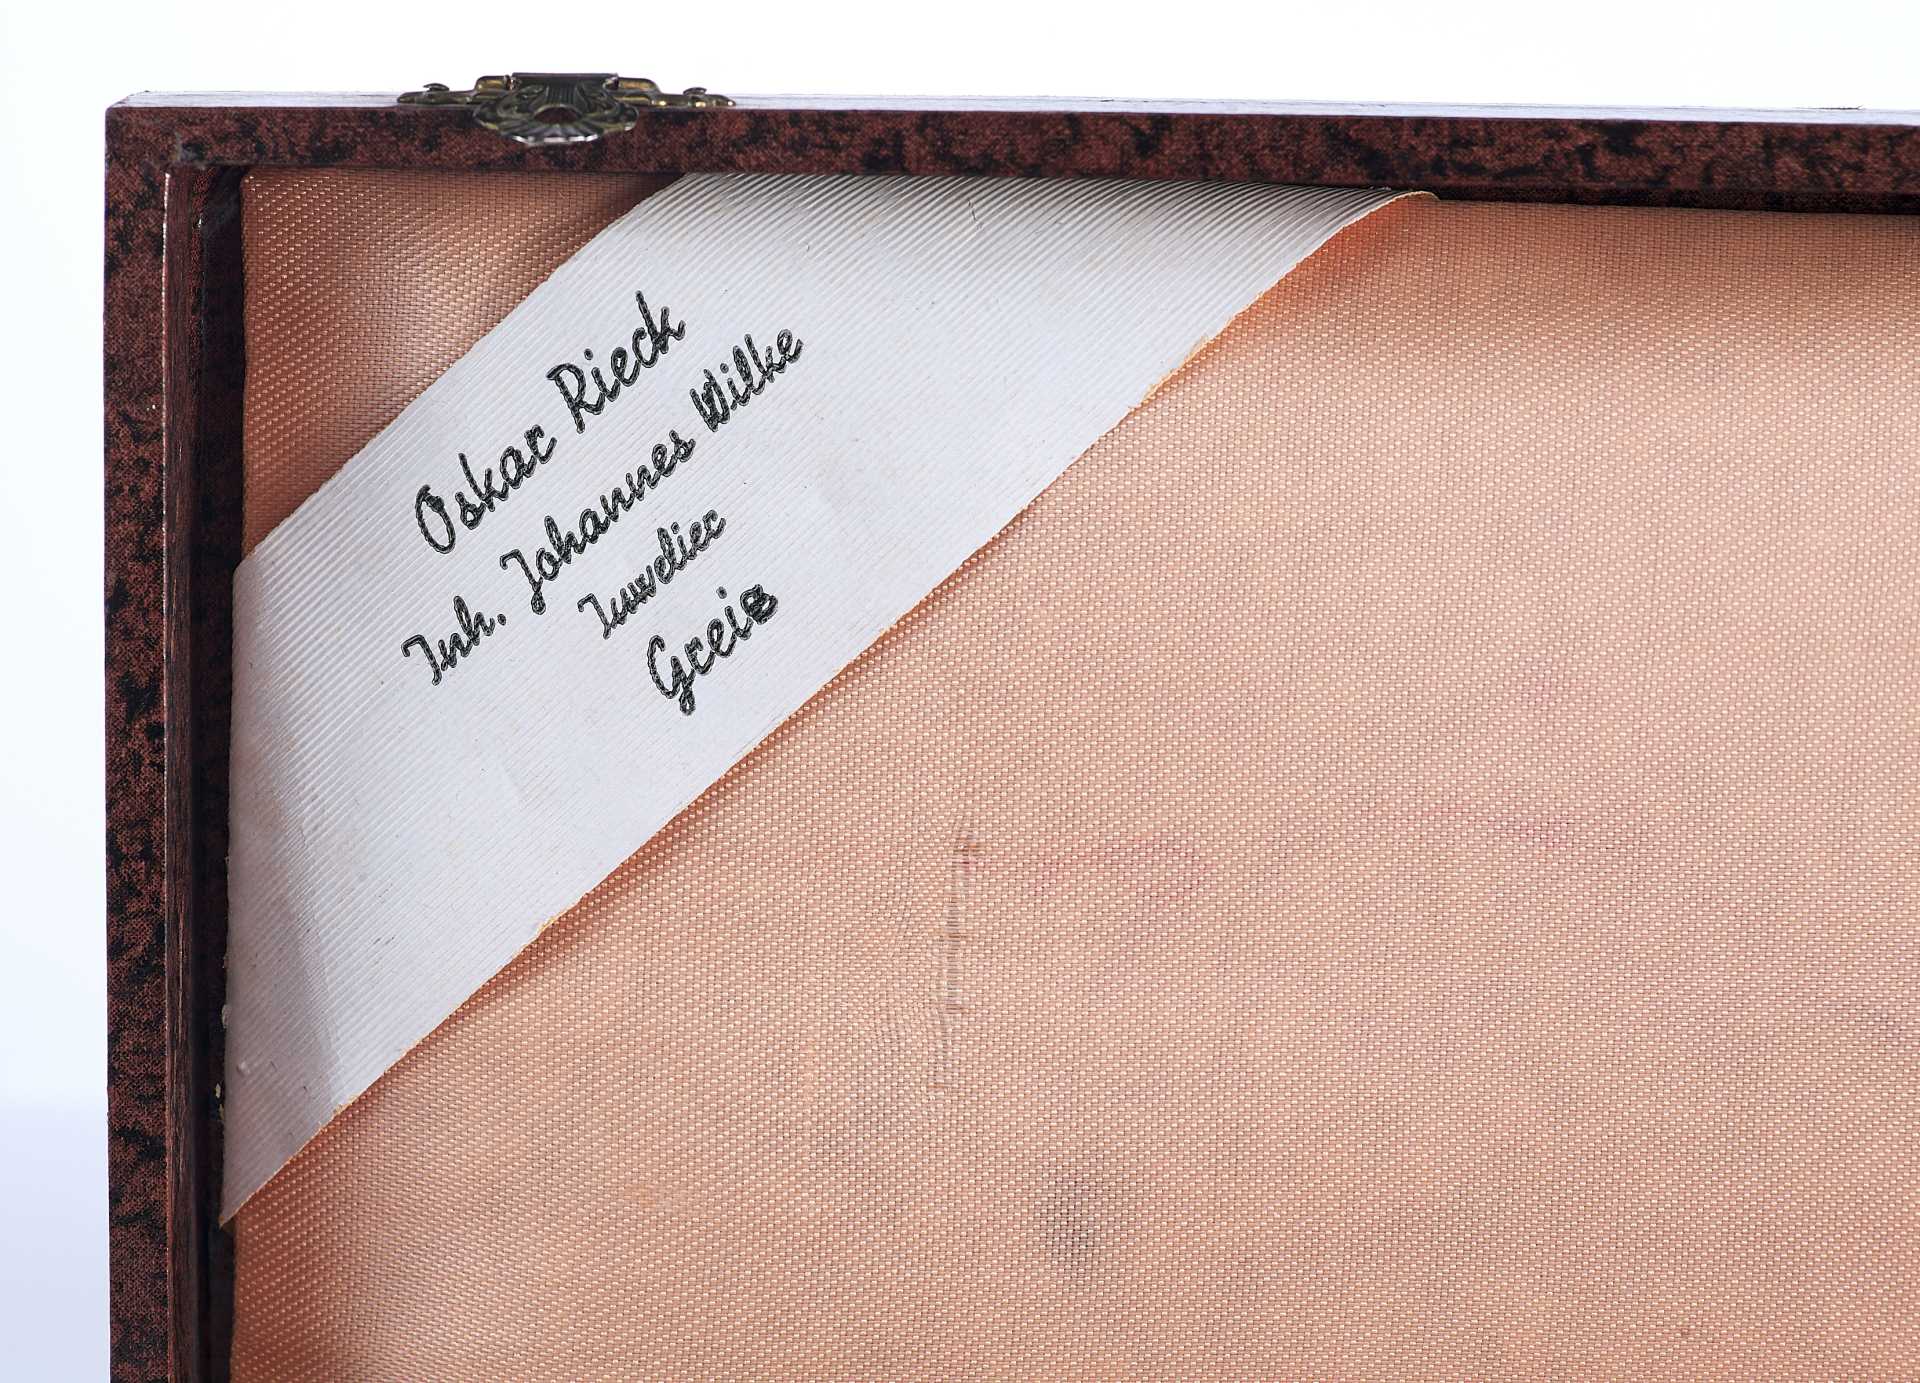 Oskar Rieck
Inh. Johannes Wilke
Juwelier
Greiz